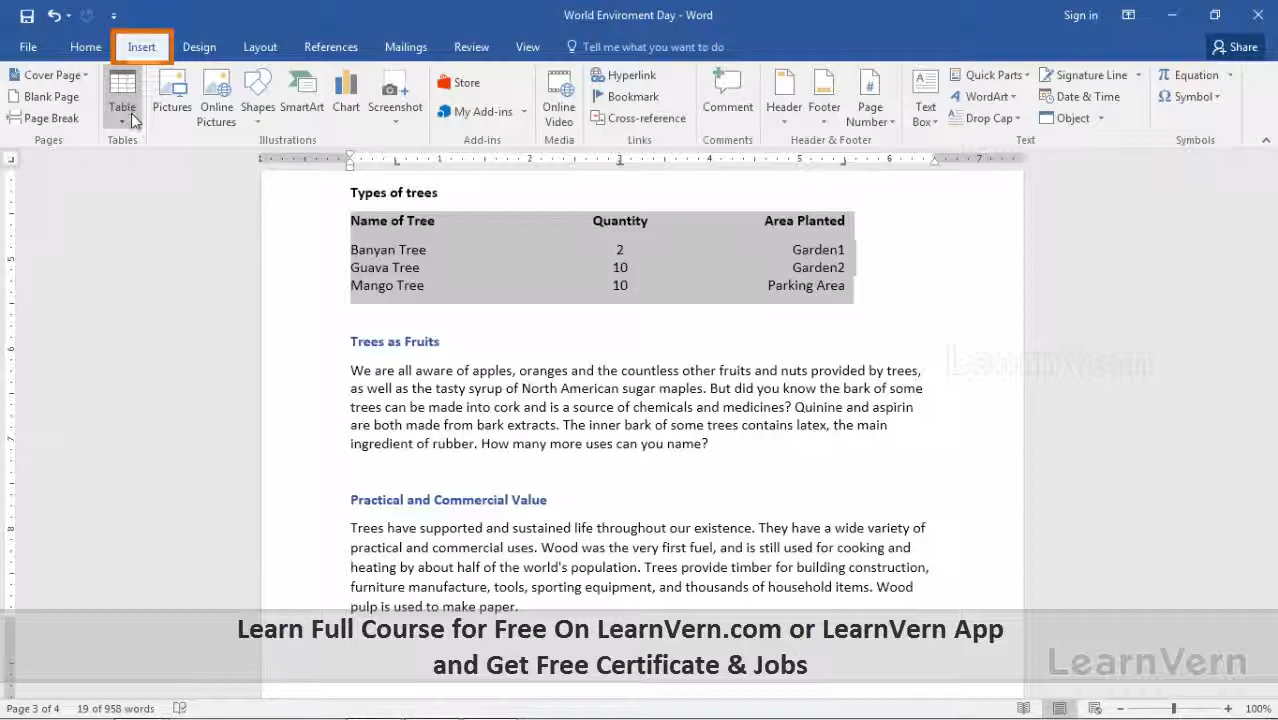 World Enviroment Day - Word
Sign in
File Home Insert Design Layout References Mailings Review View Tell me what you want to do Share
Cover Page
Blank Page
Page Break
Pages
Table
Tables
Pictures
Online Pictures
Shapes
SmartArt
Chart
Screenshot
Illustrations
Store
My Add-ins
Add-ins
Online Video
Media
Hyperlink
Bookmark
Cross-reference
Links
Comment
Comments
Header
Footer
Page Number
Header & Footer
Text Box
Quick Parts
WordArt
Drop Cap
Signature Line
Date & Time
Object
Text
Equation
Symbol
Symbols
1 1 2 3 4 5 6 7
5
6
7
8
Types of trees
Name of Tree Quantity Area Planted
Banyan Tree 2 Garden1
Guava Tree 10 Garden2
Mango Tree 10 Parking Area
Trees as Fruits
We are all aware of apples, oranges and the countless other fruits and nuts provided by trees,
as well as the tasty syrup of North American sugar maples. But did you know the bark of some
trees can be made into cork and is a source of chemicals and medicines? Quinine and aspirin
are both made from bark extracts. The inner bark of some trees contains latex, the main
ingredient of rubber. How many more uses can you name?
Practical and Commercial Value
Trees have supported and sustained life throughout our existence. They have a wide variety of
practical and commercial uses. Wood was the very first fuel, and is still used for cooking and
heating by about half of the world's population. Trees provide timber for building construction,
furniture manufacture, tools, sporting equipment, and thousands of household items. Wood
pulp is used to make paper.
LearnVern
Learn Full Course for Free On LearnVern.com or LearnVern App
and Get Free Certificate & Jobs
LearnVern
Page 3 of 4 19 of 958 words 100%